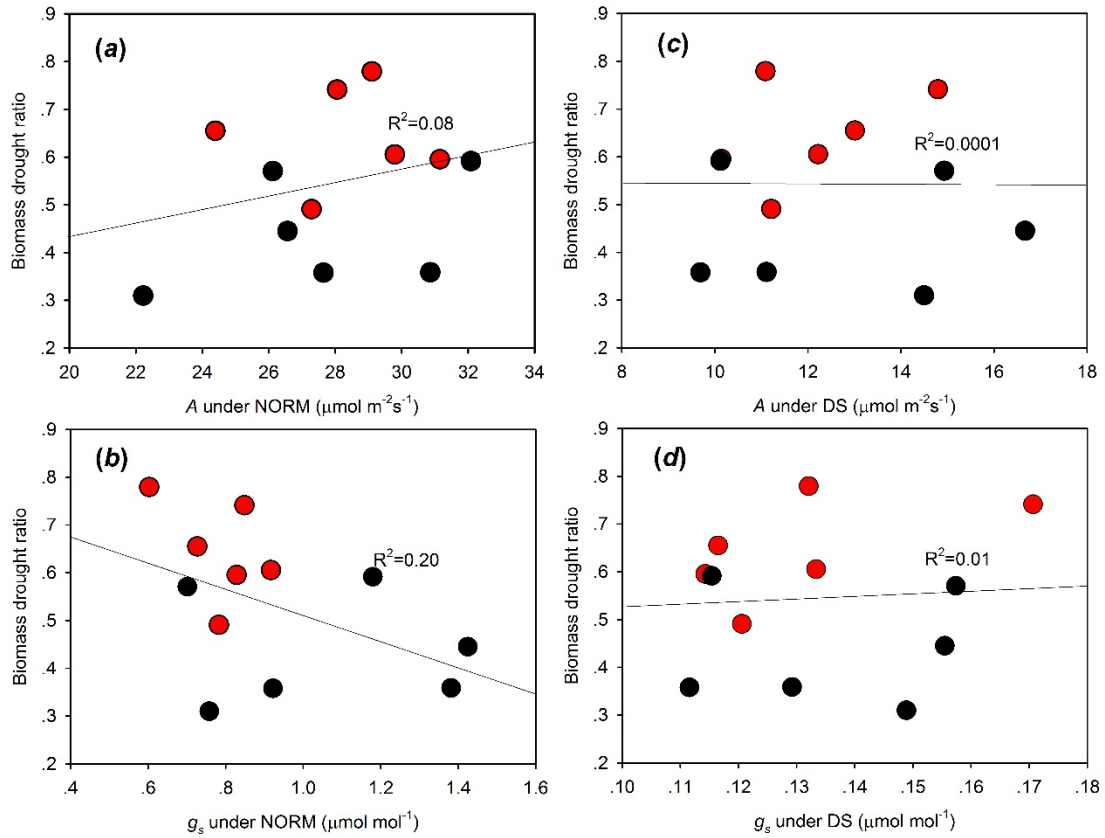 (a)
R²=0.08
Biomass drought ratio
.9
.8
.7
.6
.5
.4
.3
.2
20 22 24 26 28 30 32 34
A under NORM (μmol m⁻²s⁻¹)
(c)
R²=0.0001
Biomass drought ratio
.9
.8
.7
.6
.5
.4
.3
.2
8 10 12 14 16 18
A under DS (μmol m⁻²s⁻¹)
(b)
R²=0.20
Biomass drought ratio
.9
.8
.7
.6
.5
.4
.3
.2
.4 .6 .8 1.0 1.2 1.4 1.6
gₛ under NORM (μmol mol⁻¹)
(d)
R²=0.01
Biomass drought ratio
.9
.8
.7
.6
.5
.4
.3
.2
.10 .11 .12 .13 .14 .15 .16 .17 .18
gₛ under DS (μmol mol⁻¹)